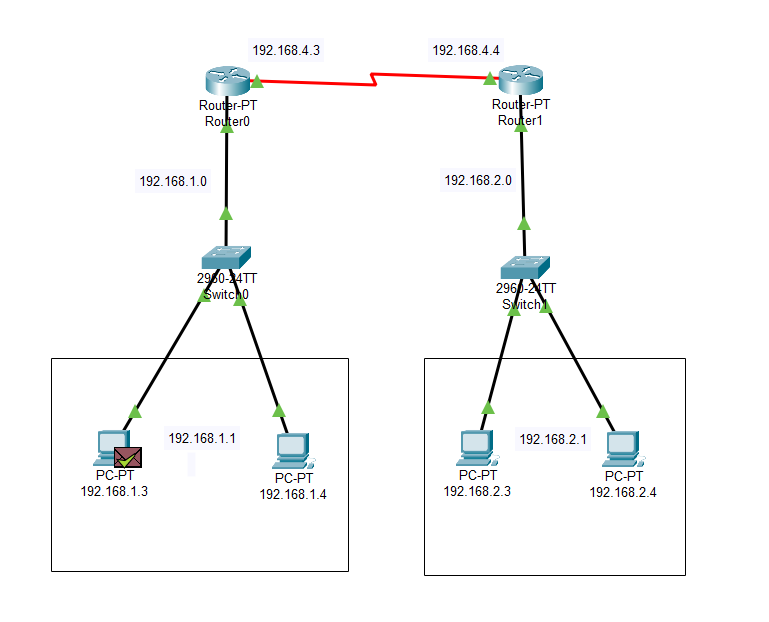 192.168.4.3
192.168.4.4
Router-PT
Router0
Router-PT
Router1
192.168.1.0
192.168.2.0
2960-24TT
Switch0
2960-24TT
Switch1
192.168.1.1
192.168.2.1
PC-PT
192.168.1.3
PC-PT
192.168.1.4
PC-PT
192.168.2.3
PC-PT
192.168.2.4